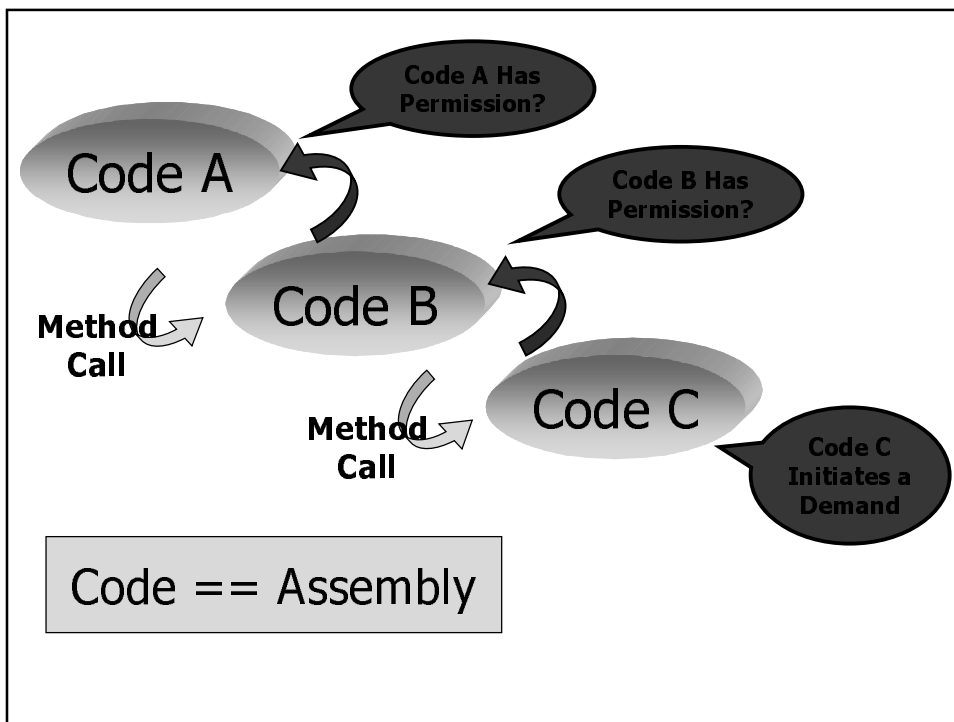 Code A Has
Permission?
Code A
Code B Has
Permission?
Code B
Method
Call
Code C
Method
Call
Code C
Initiates a
Demand
Code == Assembly